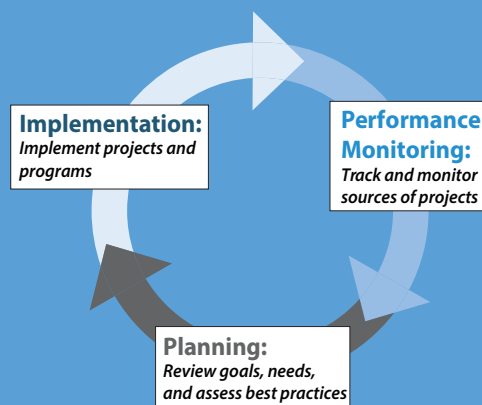 Implementation:
Implement projects and
programs
Performance
Monitoring:
Track and monitor
sources of projects
Planning:
Review goals, needs,
and assess best practices